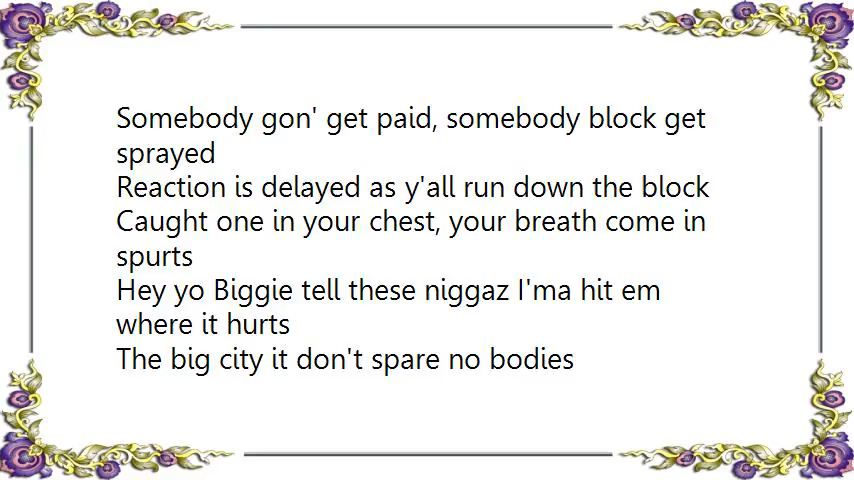 Somebody gon' get paid, somebody block get
sprayed
Reaction is delayed as y'all run down the block
Caught one in your chest, your breath come in
spurts
Hey yo Biggie tell these niggaz I'ma hit em
where it hurts
The big city it don't spare no bodies